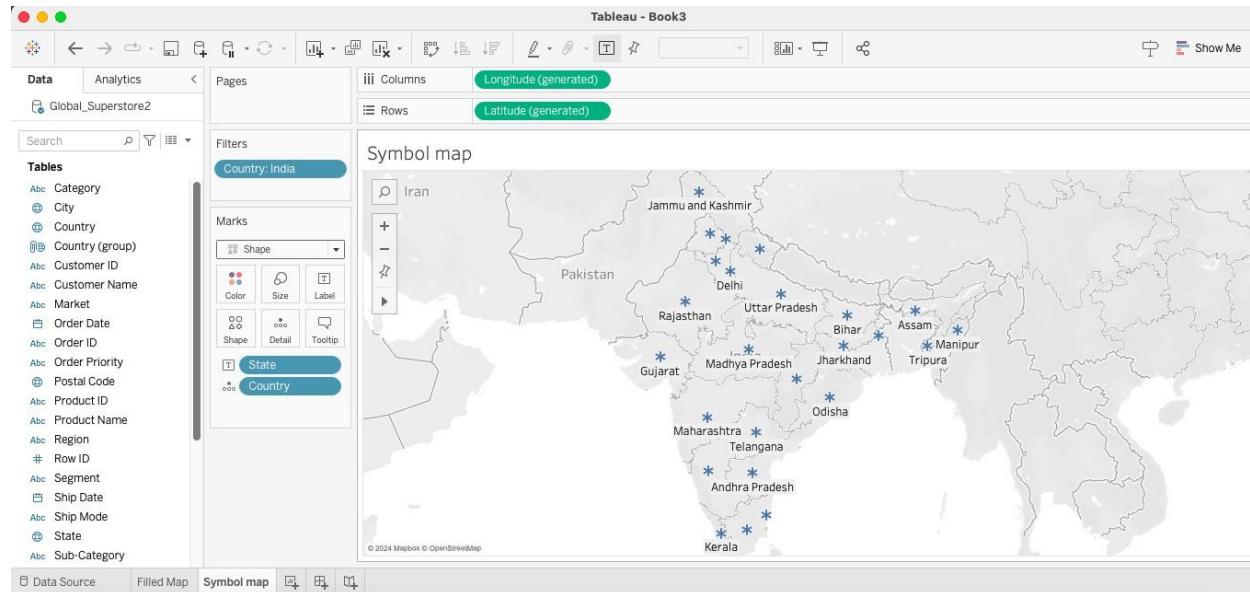 Tableau - Book3
Show Me
Data
Analytics
Global_Superstore2
Search
Tables
Abc Category
City
Country
Country (group)
Abc Customer ID
Abc Customer Name
Abc Market
Order Date
Abc Order ID
Abc Order Priority
Postal Code
Abc Product ID
Abc Product Name
Abc Region
# Row ID
Abc Segment
Ship Date
Abc Ship Mode
State
Abc Sub-Category
Pages
Filters
Country: India
Marks
Shape
Color
Size
Label
Shape
Detail
Tooltip
State
Country
Columns
Longitude (generated)
Rows
Latitude (generated)
Symbol map
Iran
Jammu and Kashmir
Pakistan
Delhi
Rajasthan
Uttar Pradesh
Bihar
Assam
Manipur
Gujarat
Madhya Pradesh
Jharkhand
Tripura
Odisha
Maharashtra
Telangana
Andhra Pradesh
Kerala
© 2024 Mapbox © OpenStreetMap
Data Source
Filled Map
Symbol map